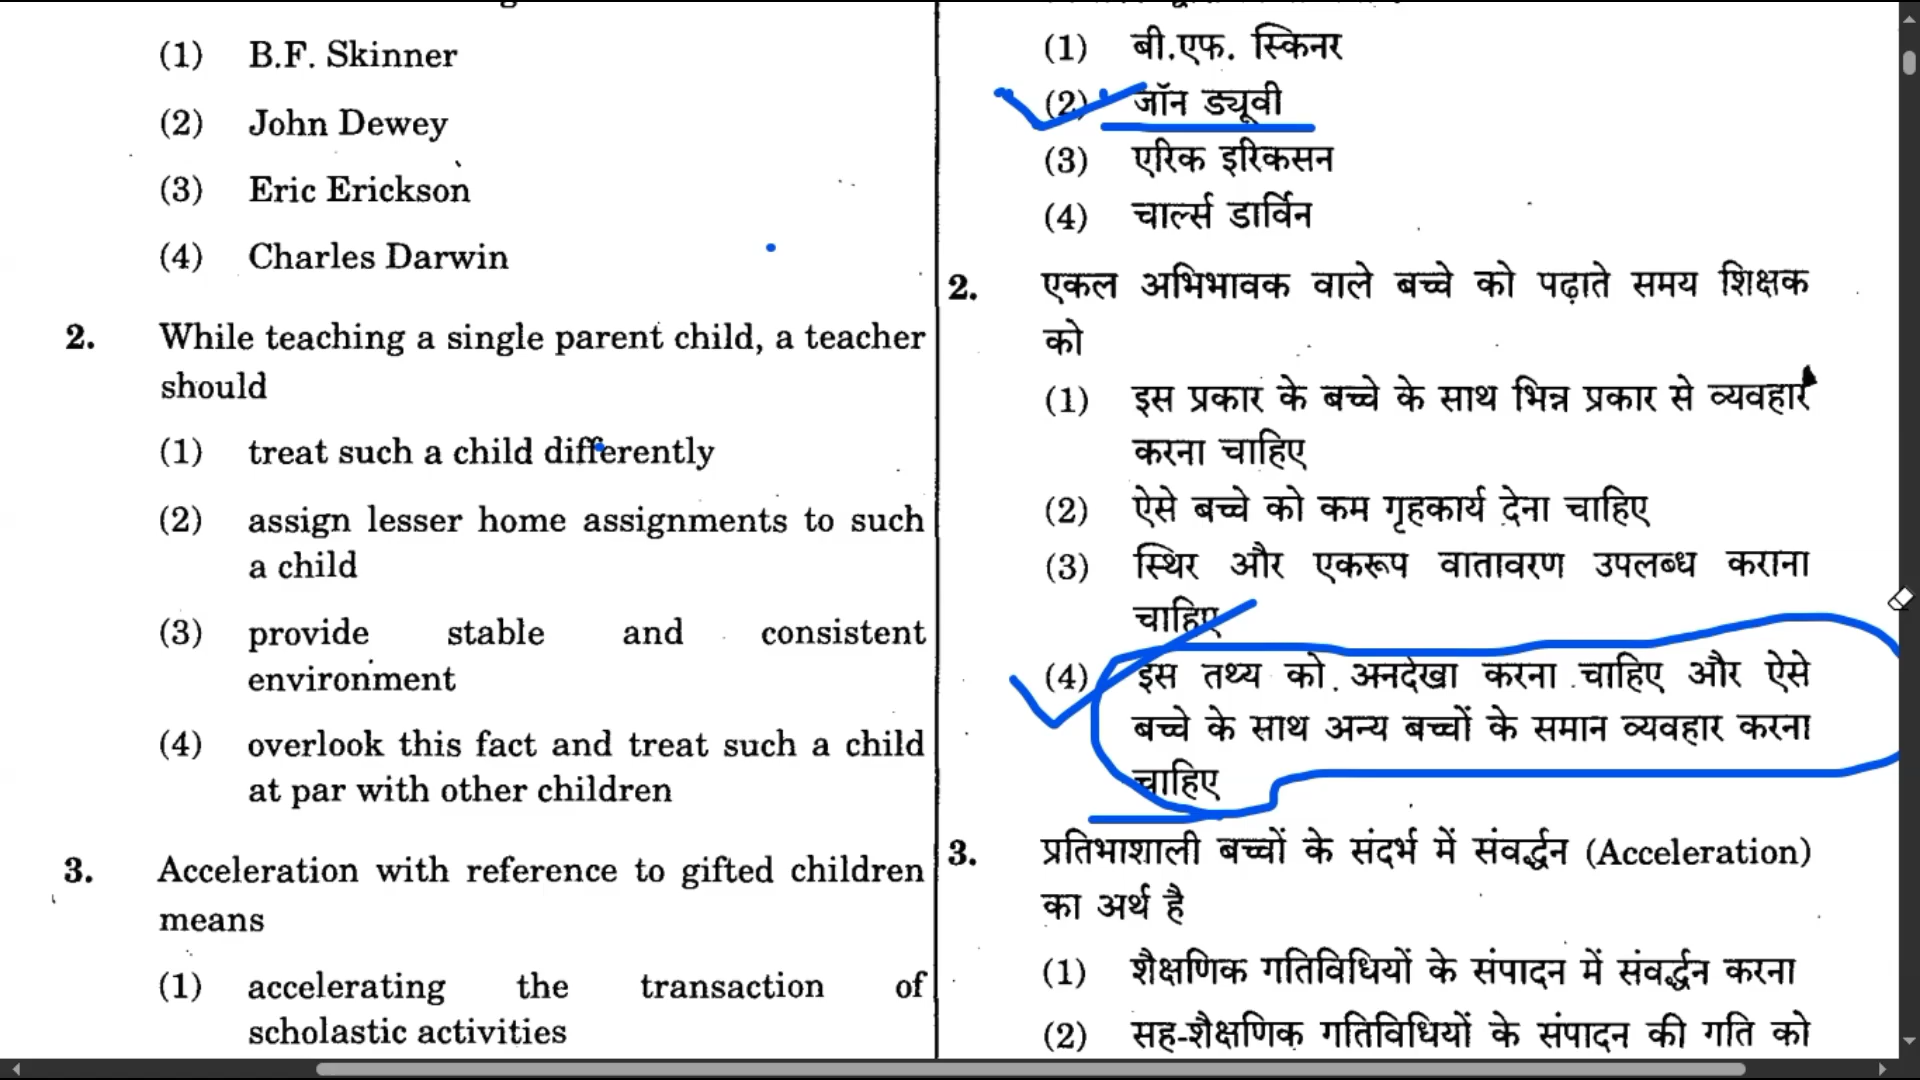 (1) B.F. Skinner
(2) John Dewey
(3) Eric Erickson
(4) Charles Darwin
2. While teaching a single parent child, a teacher
should
(1) treat such a child differently
(2) assign lesser home assignments to such
a child
(3) provide stable and consistent
environment
(4) overlook this fact and treat such a child
at par with other children
3. Acceleration with reference to gifted children
means
(1) accelerating the transaction of
scholastic activities
(1) बी.एफ. स्किनर
(2) जॉन ड्यूवी
(3) एरिक इरिकसन
(4) चार्ल्स डार्विन
2. एकल अभिभावक वाले बच्चे को पढ़ाते समय शिक्षक
को
(1) इस प्रकार के बच्चे के साथ भिन्न प्रकार से व्यवहार
करना चाहिए
(2) ऐसे बच्चे को कम गृहकार्य देना चाहिए
(3) स्थिर और एकरूप वातावरण उपलब्ध कराना
चाहिए
(4) इस तथ्य को अनदेखा करना चाहिए और ऐसे
बच्चे के साथ अन्य बच्चों के समान व्यवहार करना
चाहिए
3. प्रतिभाशाली बच्चों के संदर्भ में संवर्द्धन (Acceleration)
का अर्थ है
(1) शैक्षणिक गतिविधियों के संपादन में संवर्द्धन करना
(2) सह-शैक्षणिक गतिविधियों के संपादन की गति को